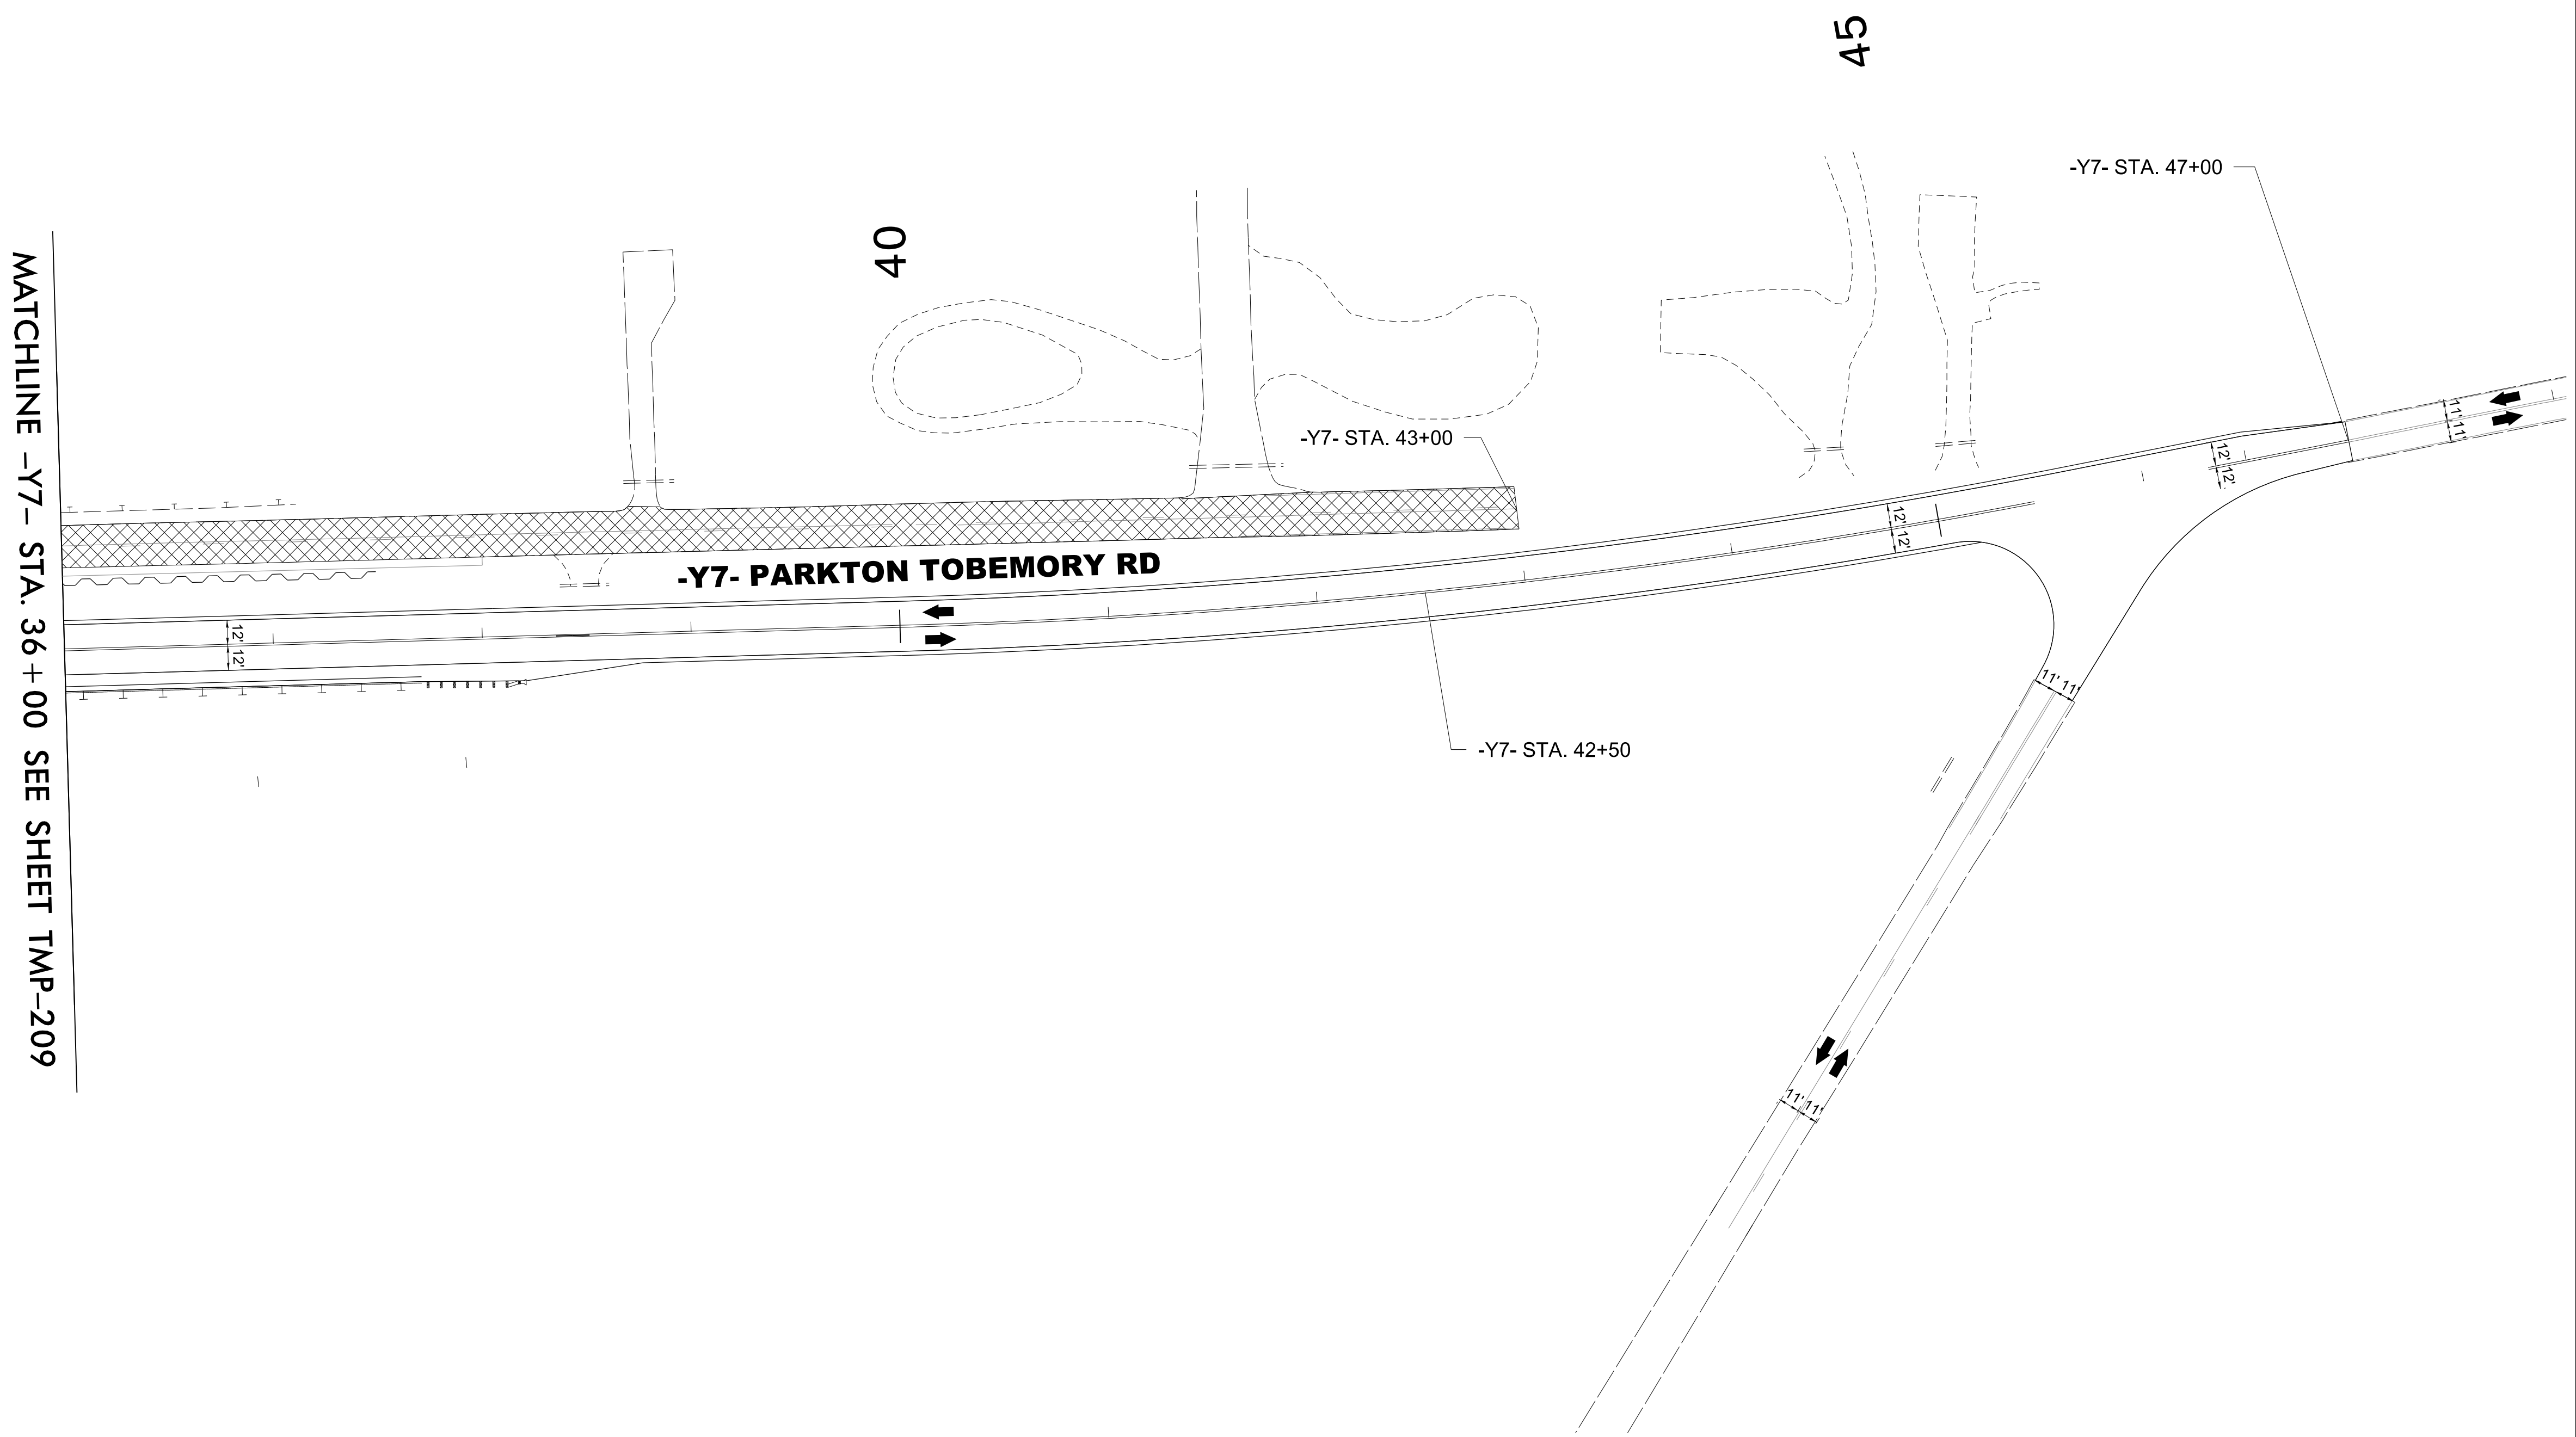 45
-Y7- STA. 47+00
40
-Y7- STA. 43+00
MATCHLINE –Y7– STA. 36+00 SEE SHEET TMP–209
-Y7- PARKTON TOBEMORY RD
11'
11'
12'
12'
12'
12'
12'
12'
11' 11'
-Y7- STA. 42+50
11' 11'